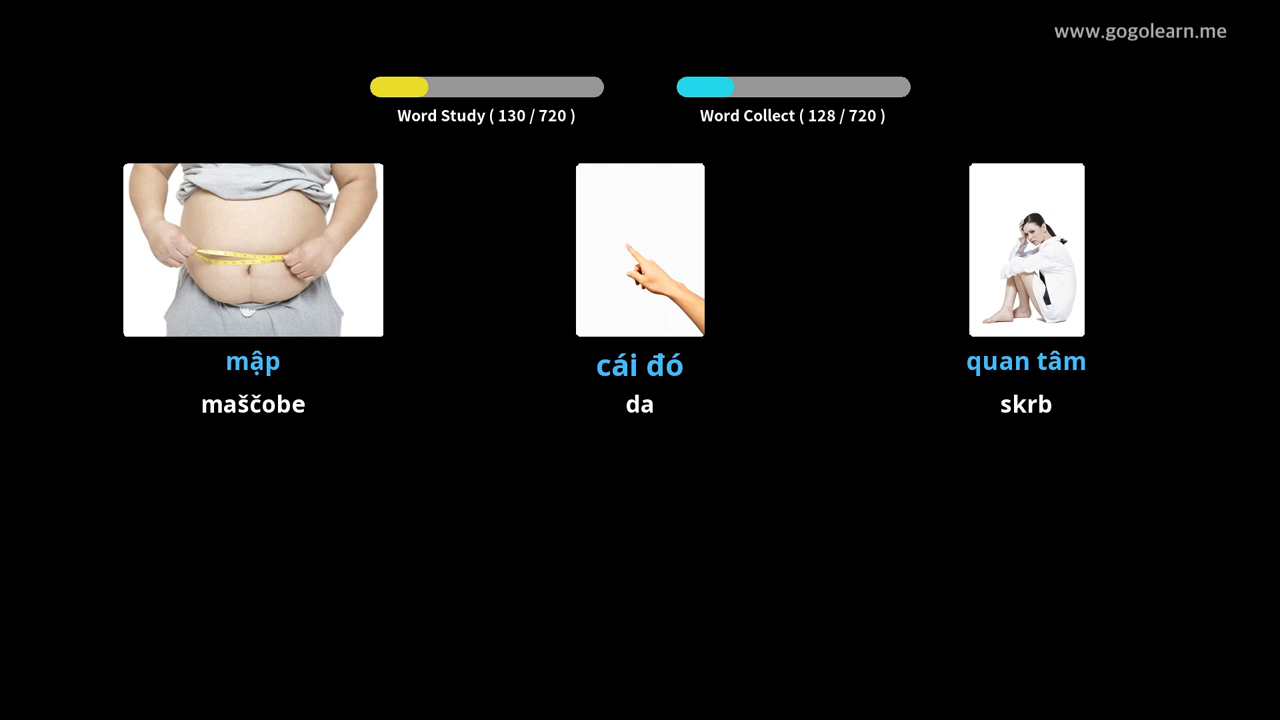 www.gogolearn.me
Word Study ( 130 / 720 )
Word Collect ( 128 / 720 )
mập
cái đó
quan tâm
maščobe
da
skrb